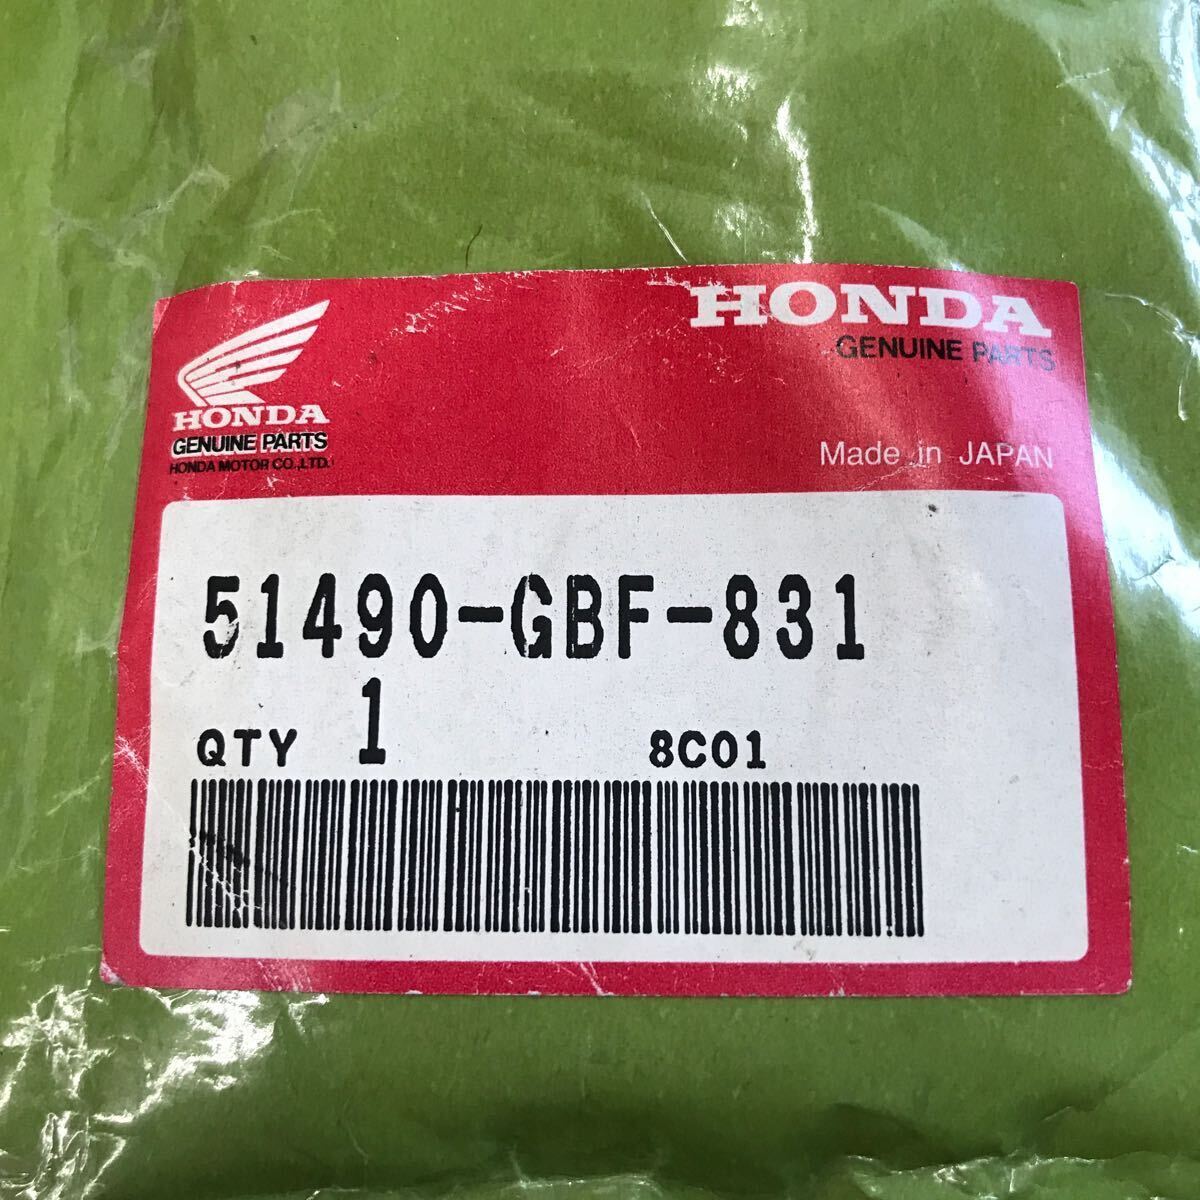 HONDA
GENUINE PARTS
HONDA MOTOR CO.,LTD.
HONDA
GENUINE PARTS
Made in JAPAN
51490-GBF-831
QTY 1 8C01